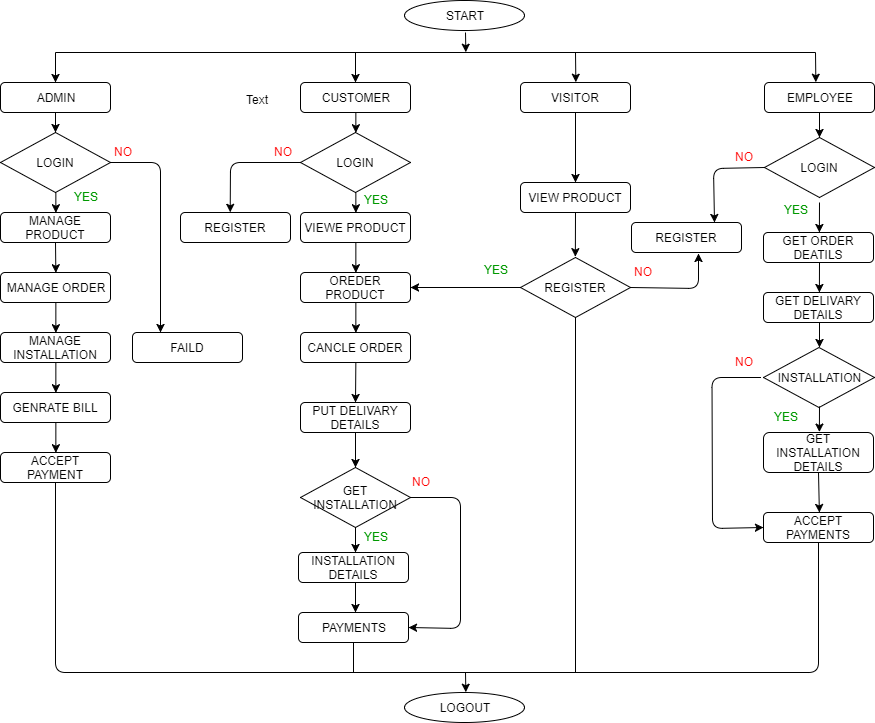 START
ADMIN
Text
CUSTOMER
VISITOR
EMPLOYEE
LOGIN
NO
YES
MANAGE
PRODUCT
MANAGE ORDER
MANAGE
INSTALLATION
FAILD
GENRATE BILL
ACCEPT
PAYMENT
NO
LOGIN
YES
REGISTER
VIEWE PRODUCT
OREDER
PRODUCT
CANCLE ORDER
PUT DELIVARY
DETAILS
GET
INSTALLATION
NO
YES
INSTALLATION
DETAILS
PAYMENTS
VIEW PRODUCT
YES
REGISTER
NO
REGISTER
NO
LOGIN
YES
GET ORDER
DEATILS
GET DELIVARY
DETAILS
NO
INSTALLATION
YES
GET
INSTALLATION
DETAILS
ACCEPT
PAYMENTS
LOGOUT